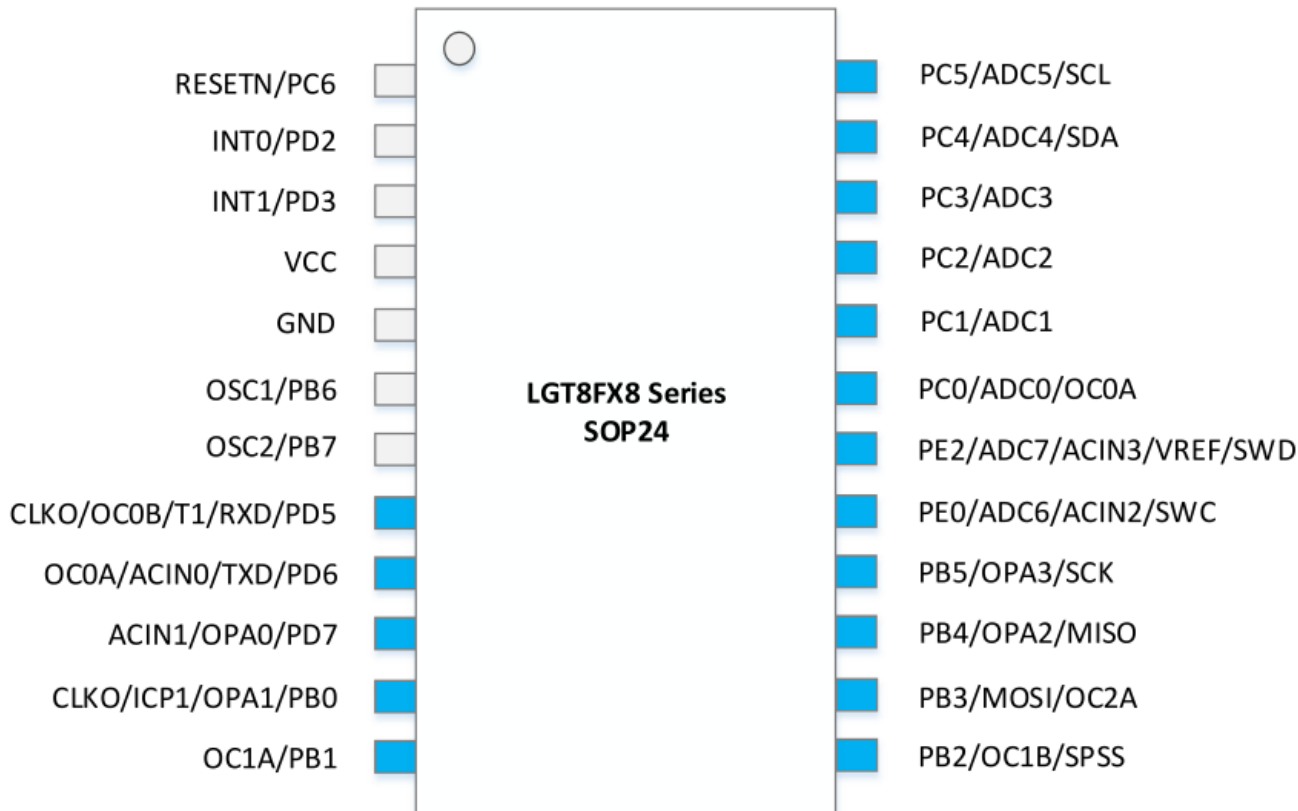 RESETN/PC6
INT0/PD2
INT1/PD3
VCC
GND
OSC1/PB6
OSC2/PB7
CLKO/OC0B/T1/RXD/PD5
OC0A/ACIN0/TXD/PD6
ACIN1/OPA0/PD7
CLKO/ICP1/OPA1/PB0
OC1A/PB1
LGT8FX8 Series
SOP24
PC5/ADC5/SCL
PC4/ADC4/SDA
PC3/ADC3
PC2/ADC2
PC1/ADC1
PC0/ADC0/OC0A
PE2/ADC7/ACIN3/VREF/SWD
PE0/ADC6/ACIN2/SWC
PB5/OPA3/SCK
PB4/OPA2/MISO
PB3/MOSI/OC2A
PB2/OC1B/SPSS